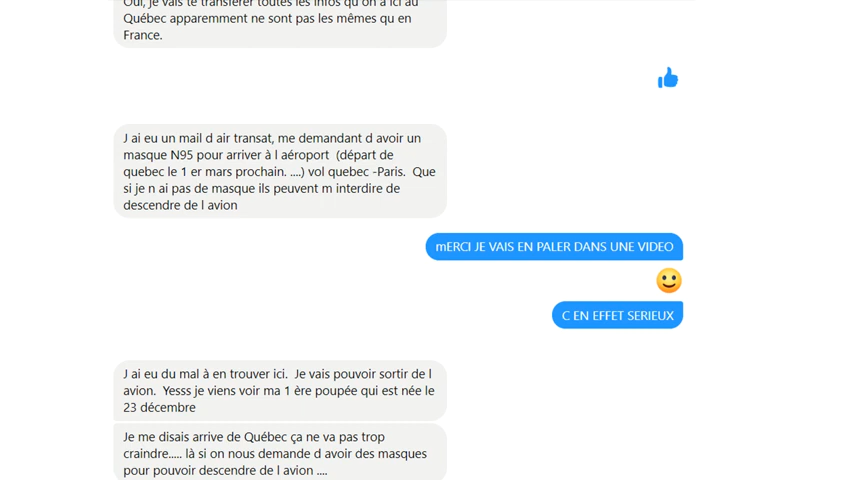 Oui, je vais te transférer toutes les infos qu on a ici au
Québec apparemment ne sont pas les mêmes qu en
France.
J ai eu un mail d air transat, me demandant d avoir un
masque N95 pour arriver à l aéroport (départ de
quebec le 1 er mars prochain. ....) vol quebec -Paris. Que
si je n ai pas de masque ils peuvent m interdire de
descendre de l avion
mERCI JE VAIS EN PALER DANS UNE VIDEO
C EN EFFET SERIEUX
J ai eu du mal à en trouver ici. Je vais pouvoir sortir de l
avion. Yesss je viens voir ma 1 ère poupée qui est née le
23 décembre
Je me disais arrive de Québec ça ne va pas trop
craindre..... là si on nous demande d avoir des masques
pour pouvoir descendre de l avion ....